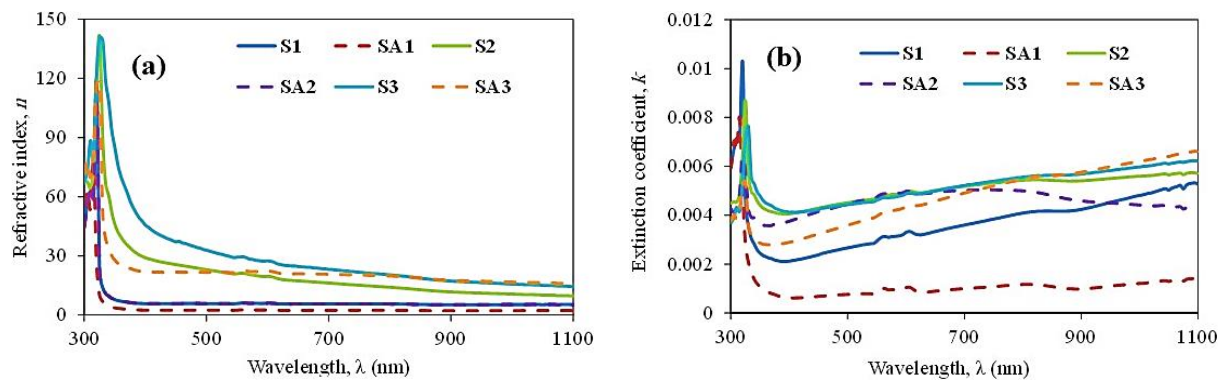 150
120
90
60
30
0
Refractive index, n
(a)
S1 SA1 S2
SA2 S3 SA3
300 500 700 900 1100
Wavelength, λ (nm)
0.012
0.01
0.008
0.006
0.004
0.002
0
Extinction coefficient, k
(b)
S1 SA1 S2
SA2 S3 SA3
300 500 700 900 1100
Wavelength, λ (nm)